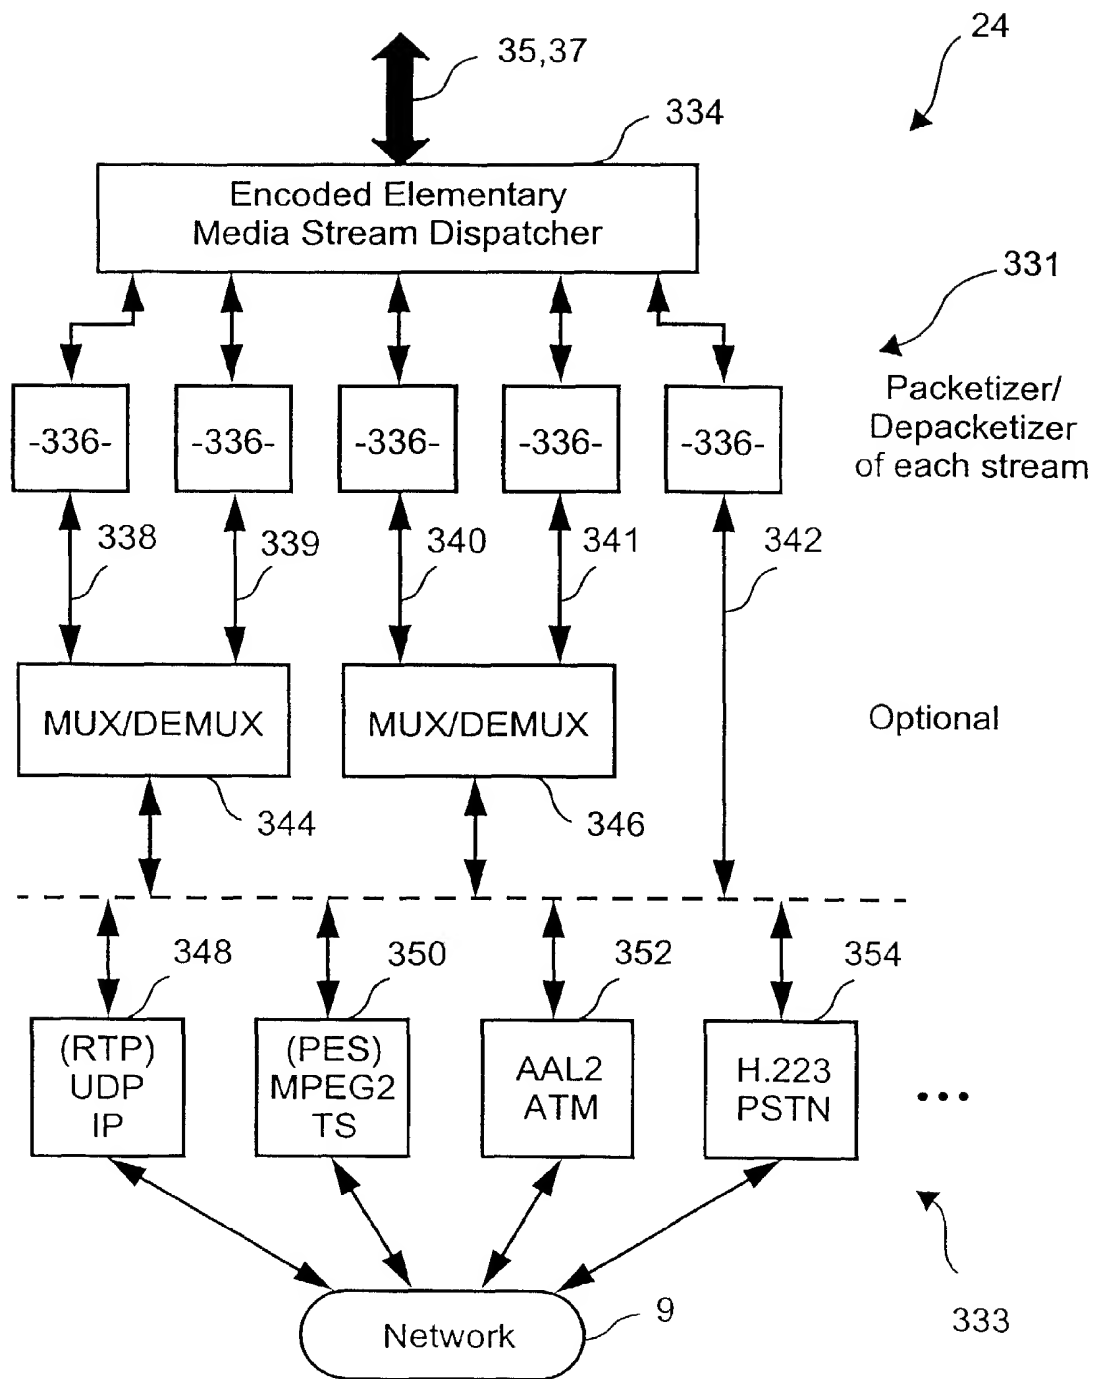 24
35,37
334
Encoded Elementary
Media Stream Dispatcher
331
Packetizer/
Depacketizer
of each stream
-336-
-336-
-336-
-336-
-336-
338
339
340
341
342
MUX/DEMUX
MUX/DEMUX
Optional
344
346
348
350
352
354
(RTP)
UDP
IP
(PES)
MPEG2
TS
AAL2
ATM
H.223
PSTN
•••
Network
9
333